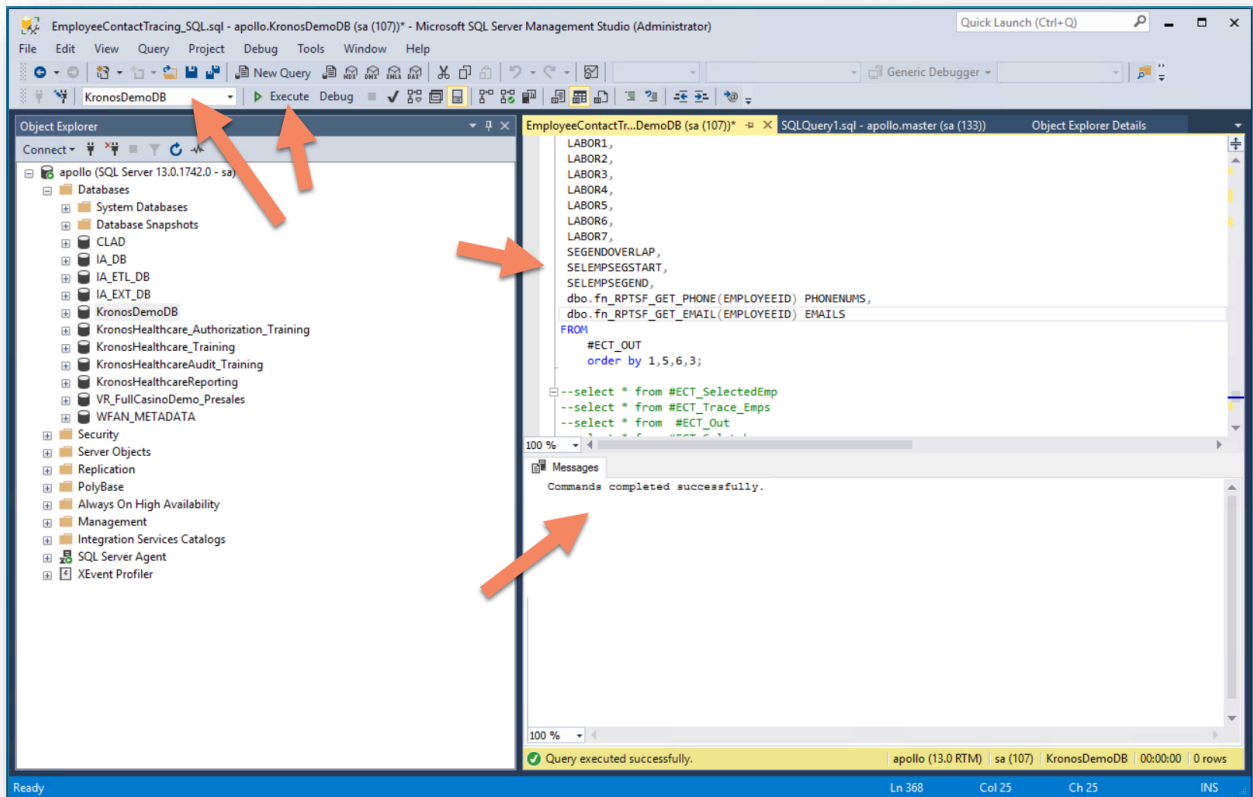 EmployeeContactTracing_SQL.sql - apollo.KronosDemoDB (sa (107))* - Microsoft SQL Server Management Studio (Administrator)
Quick Launch (Ctrl+Q)
File Edit View Query Project Debug Tools Window Help
New Query MDX DMX XMLA DAX Generic Debugger
KronosDemoDB Execute Debug
Object Explorer
Connect
apollo (SQL Server 13.0.1742.0 - sa)
Databases
System Databases
Database Snapshots
CLAD
IA_DB
IA_ETL_DB
IA_EXT_DB
KronosDemoDB
KronosHealthcare_Authorization_Training
KronosHealthcare_Training
KronosHealthcareAudit_Training
KronosHealthcareReporting
VR_FullCasinoDemo_Presales
WFAN_METADATA
Security
Server Objects
Replication
PolyBase
Always On High Availability
Management
Integration Services Catalogs
SQL Server Agent
XEvent Profiler
EmployeeContactTr...DemoDB (sa (107))* SQLQuery1.sql - apollo.master (sa (133)) Object Explorer Details
LABOR1,
LABOR2,
LABOR3,
LABOR4,
LABOR5,
LABOR6,
LABOR7,
SEGENDOVERLAP,
SELEMPSEGSTART,
SELEMPSEGEND,
dbo.fn_RPTSF_GET_PHONE(EMPLOYEEID) PHONENUMS,
dbo.fn_RPTSF_GET_EMAIL(EMPLOYEEID) EMAILS
FROM
#ECT_OUT
order by 1,5,6,3;
--select * from #ECT_SelectedEmp
--select * from #ECT_Trace_Emps
--select * from #ECT_Out
100 %
Messages
Commands completed successfully.
100 %
Query executed successfully. apollo (13.0 RTM) sa (107) KronosDemoDB 00:00:00 0 rows
Ready Ln 368 Col 25 Ch 25 INS